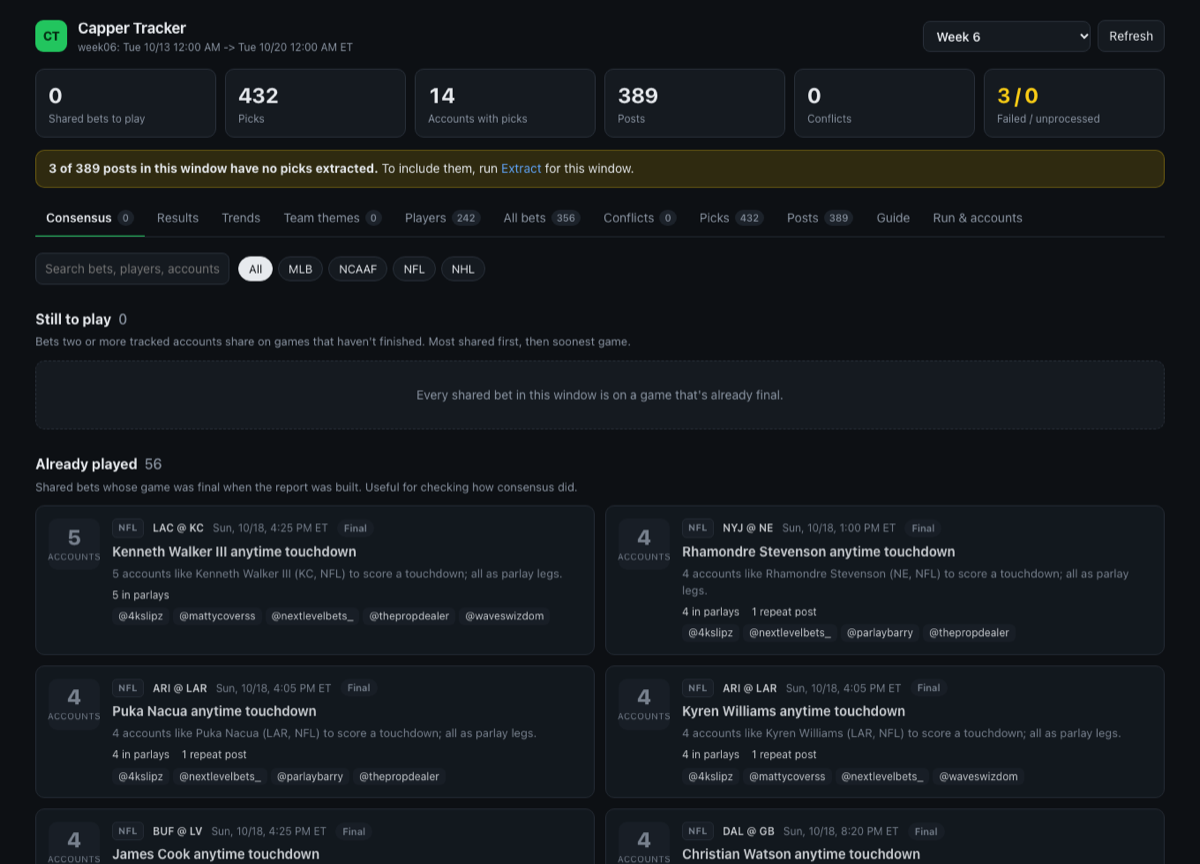 CT
Capper Tracker
week06: Tue 10/13 12:00 AM -> Tue 10/20 12:00 AM ET
Week 6
Refresh
0
Shared bets to play
432
Picks
14
Accounts with picks
389
Posts
0
Conflicts
3 / 0
Failed / unprocessed
3 of 389 posts in this window have no picks extracted. To include them, run Extract for this window.
Consensus 0 Results Trends Team themes 0 Players 242 All bets 356 Conflicts 0 Picks 432 Posts 389 Guide Run & accounts
Search bets, players, accounts
All MLB NCAAF NFL NHL
Still to play 0
Bets two or more tracked accounts share on games that haven't finished. Most shared first, then soonest game.
Every shared bet in this window is on a game that's already final.
Already played 56
Shared bets whose game was final when the report was built. Useful for checking how consensus did.
5
ACCOUNTS
NFL LAC @ KC Sun, 10/18, 4:25 PM ET Final
Kenneth Walker III anytime touchdown
5 accounts like Kenneth Walker III (KC, NFL) to score a touchdown; all as parlay legs.
5 in parlays
@4kslipz @mattycoverss @nextlevelbets_ @thepropdealer @waveswizdom
4
ACCOUNTS
NFL NYJ @ NE Sun, 10/18, 1:00 PM ET Final
Rhamondre Stevenson anytime touchdown
4 accounts like Rhamondre Stevenson (NE, NFL) to score a touchdown; all as parlay
legs.
4 in parlays 1 repeat post
@4kslipz @nextlevelbets_ @parlaybarry @thepropdealer
4
ACCOUNTS
NFL ARI @ LAR Sun, 10/18, 4:05 PM ET Final
Puka Nacua anytime touchdown
4 accounts like Puka Nacua (LAR, NFL) to score a touchdown; all as parlay legs.
4 in parlays 1 repeat post
@4kslipz @nextlevelbets_ @parlaybarry @thepropdealer
4
ACCOUNTS
NFL ARI @ LAR Sun, 10/18, 4:05 PM ET Final
Kyren Williams anytime touchdown
4 accounts like Kyren Williams (LAR, NFL) to score a touchdown; all as parlay legs.
4 in parlays 1 repeat post
@4kslipz @mattycoverss @nextlevelbets_ @waveswizdom
4
ACCOUNTS
NFL BUF @ LV Sun, 10/18, 4:25 PM ET Final
James Cook anytime touchdown
4
ACCOUNTS
NFL DAL @ GB Sun, 10/18, 8:20 PM ET Final
Christian Watson anytime touchdown